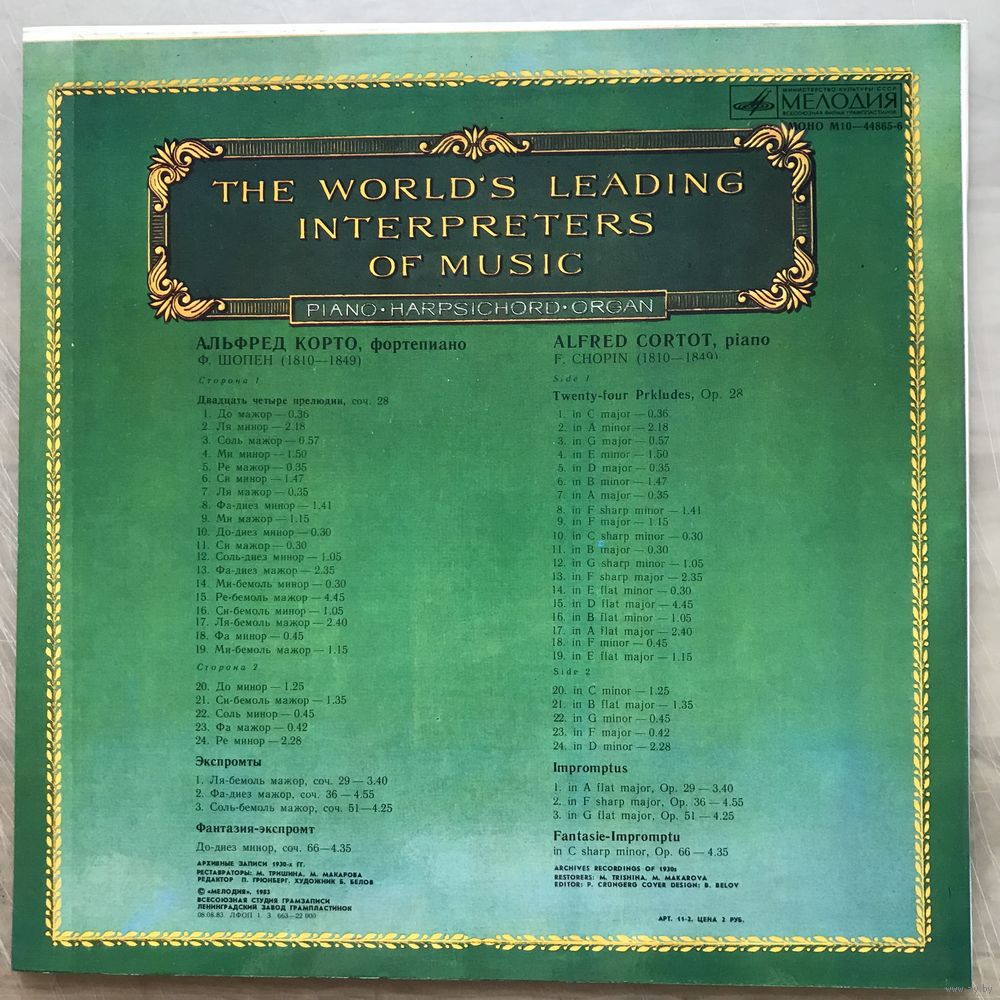 МИНИСТЕРСТВО КУЛЬТУРЫ СССР
МЕЛОДИЯ
ВСЕСОЮЗНАЯ ФИРМА ГРАМПЛАСТИНОК
МОНО М10—44865-6
THE WORLD'S LEADING
INTERPRETERS
OF MUSIC
PIANO·HARPSICHORD·ORGAN
АЛЬФРЕД КОРТО, фортепиано
Ф. ШОПЕН (1810—1849)
Сторона 1
Двадцать четыре прелюдии, соч. 28
1. До мажор — 0.36
2. Ля минор — 2.18
3. Соль мажор — 0.57
4. Ми минор — 1.50
5. Ре мажор — 0.35
6. Си минор — 1.47
7 Ля мажор — 0.35
8. Фа-диез минор — 1.41
9. Ми мажор — 1.15
10. До-диез минор — 0.30
11. Си мажор — 0.30
12. Соль-диез минор — 1.05
13. Фа-диез мажор — 2.35
14. Ми-бемоль минор — 0.30
15. Ре-бемоль мажор — 4.45
16. Си-бемоль минор — 1.05
17. Ля-бемоль мажор — 2.40
18. Фа минор — 0.45
19. Ми-бемоль мажор — 1.15
Сторона 2
20. До минор — 1.25
21. Си-бемоль мажор — 1.35
22. Соль минор — 0.45
23. Фа мажор — 0.42
24. Ре минор — 2.28
Экспромты
1. Ля-бемоль мажор, соч. 29 — 3.40
2. Фа-диез мажор, соч. 36 — 4.55
3. Соль-бемоль мажор, соч. 51—4.25
Фантазия-экспромт
До-диез минор, соч. 66—4.35
АРХИВНЫЕ ЗАПИСИ 1930-х ГГ.
РЕСТАВРАТОРЫ: М. ТРИШИНА, М. МАКАРОВА
РЕДАКТОР П. ГРЮНБЕРГ. ХУДОЖНИК Б. БЕЛОВ
© «МЕЛОДИЯ», 1983
ВСЕСОЮЗНАЯ СТУДИЯ ГРАМЗАПИСИ
ЛЕНИНГРАДСКИЙ ЗАВОД ГРАМПЛАСТИНОК
08.08.83 ЛФОП 1. З. 663—22 000
ALFRED CORTOT, piano
F. CHOPIN (1810—1849)
Side 1
Twenty-four Prkludes, Op. 28
1. in C major — 0.36
2. in A minor — 2.18
3. in G major — 0.57
4. in E minor — 1.50
5. in D major — 0.35
6. in B minor — 1.47
7. in A major — 0.35
8. in F sharp minor — 1.41
9. in F major — 1.15
10. in C sharp minor — 0.30
11. in B major — 0.30
12. in G sharp minor — 1.05
13. in F sharp major — 2.35
14. in E flat minor — 0.30
15. in D flat major — 4.45
16. in B flat minor — 1.05
17. in A flat major — 2.40
18. in F minor — 0.45
19. in E flat major — 1.15
Side 2
20. in C minor — 1.25
21. in B flat major — 1.35
22. in G minor — 0.45
23. in F major — 0.42
24. in D minor — 2.28
Impromptus
1. in A flat major, Op. 29 — 3.40
2. in F sharp major, Op. 36 — 4.55
3. in G flat major, Op. 51 — 4.25
Fantasie-Impromptu
in C sharp minor, Op. 66 — 4.35
ARCHIVES RECORDINGS OF 1930s
RESTORERS: M. TRISHINA, M. MAKAROVA
EDITOR: P. CRÜNGERG COVER DESIGN: B. BELOV
АРТ. 11-2. ЦЕНА 2 РУБ.